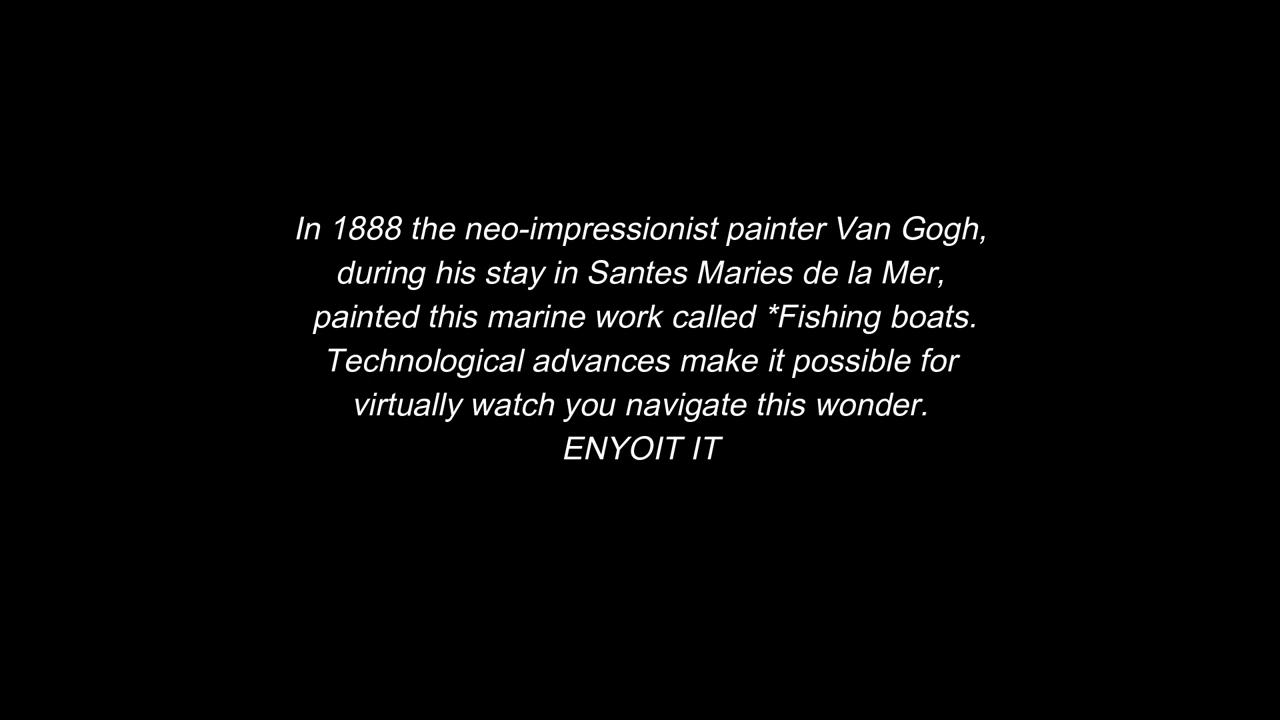 In 1888 the neo-impressionist painter Van Gogh,
during his stay in Santes Maries de la Mer,
painted this marine work called *Fishing boats.
Technological advances make it possible for
virtually watch you navigate this wonder.
ENYOIT IT